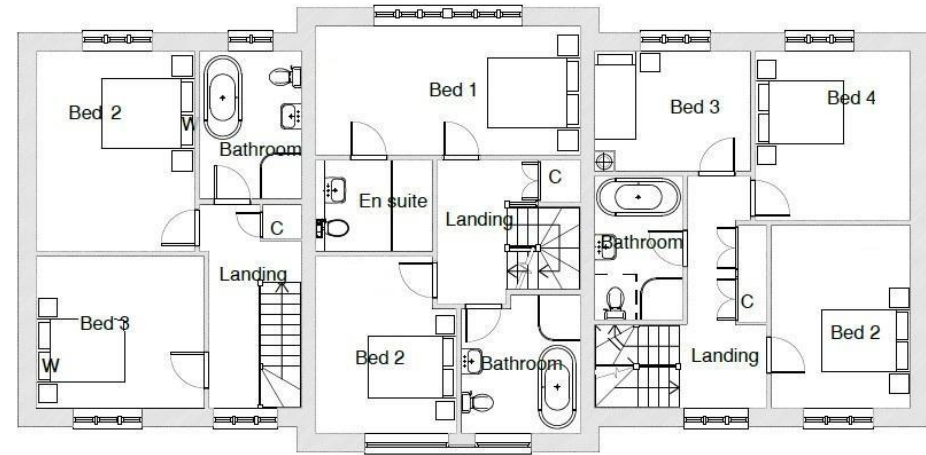 Bed 2
W
Bathroom
C
Landing
Bed 3
W
Bed 1
En suite
Landing
C
Bed 2
Bathroom
Bed 3
Bed 4
Bathroom
C
Landing
Bed 2